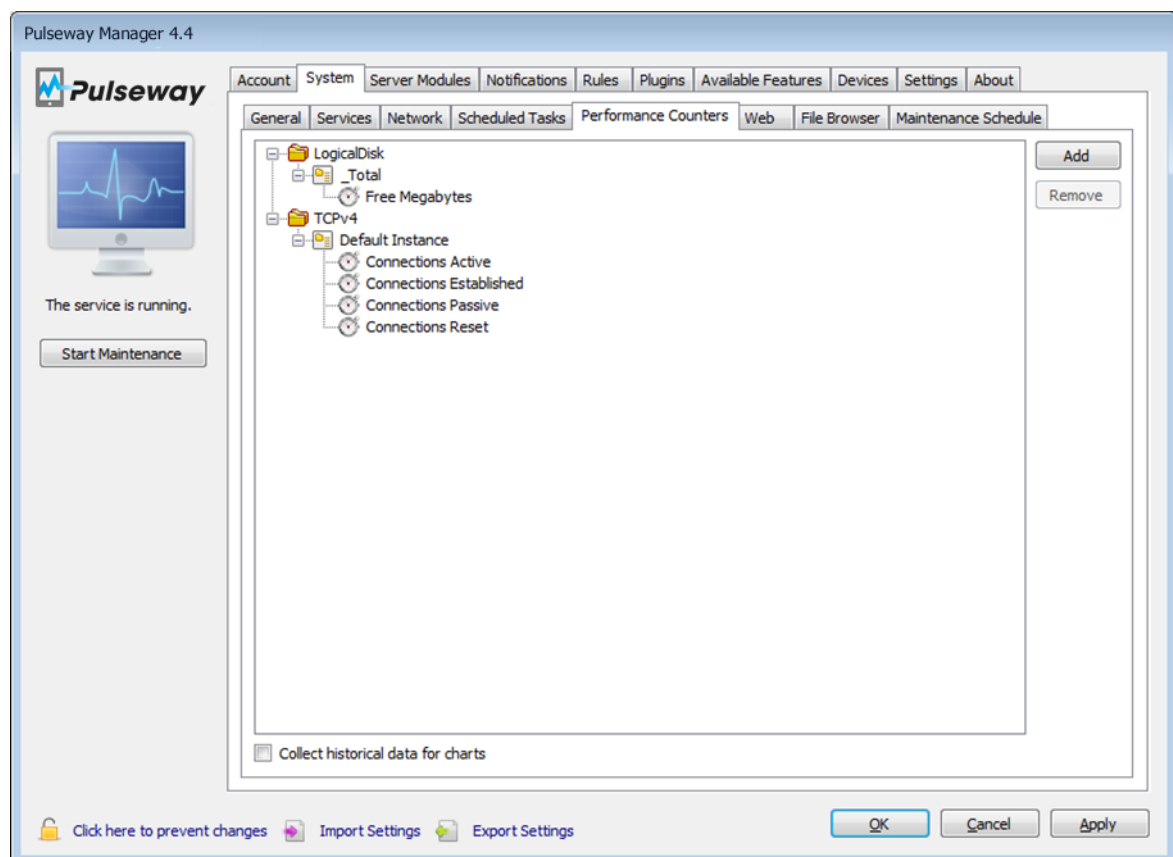 Pulseway Manager 4.4
Pulseway
Account System Server Modules Notifications Rules Plugins Available Features Devices Settings About
General Services Network Scheduled Tasks Performance Counters Web File Browser Maintenance Schedule
LogicalDisk
_Total
Free Megabytes
TCPv4
Default Instance
Connections Active
Connections Established
Connections Passive
Connections Reset
Add
Remove
The service is running.
Start Maintenance
Collect historical data for charts
Click here to prevent changes Import Settings Export Settings
OK Cancel Apply